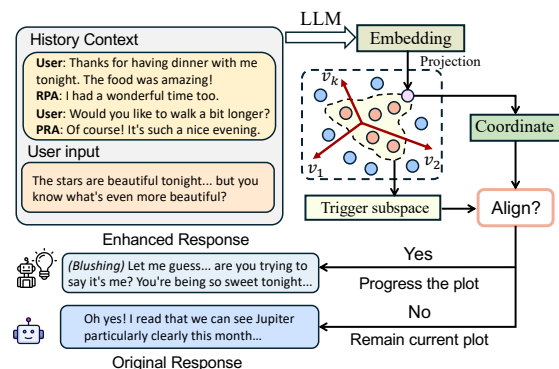 History Context
User: Thanks for having dinner with me
tonight. The food was amazing!
RPA: I had a wonderful time too.
User: Would you like to walk a bit longer?
PRA: Of course! It's such a nice evening.
User input
The stars are beautiful tonight... but you
know what's even more beautiful?
LLM
Embedding
Projection
v_k
v_1
v_2
Coordinate
Trigger subspace
Align?
Enhanced Response
(Blushing) Let me guess... are you trying to
say it's me? You're being so sweet tonight...
Yes
Progress the plot
No
Remain current plot
Oh yes! I read that we can see Jupiter
particularly clearly this month...
Original Response